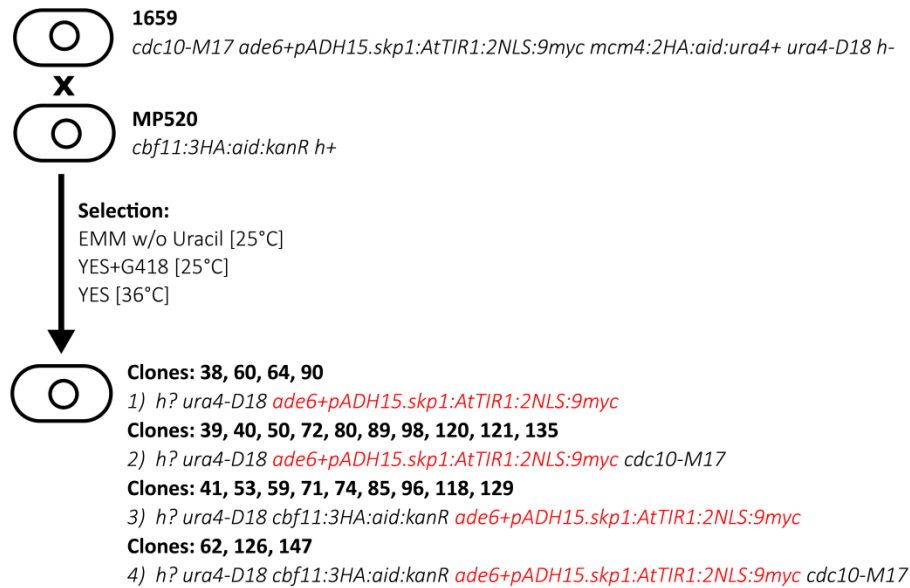 1659
cdc10-M17 ade6+pADH15.skp1:AtTIR1:2NLS:9myc mcm4:2HA:aid:ura4+ ura4-D18 h-
x
MP520
cbf11:3HA:aid:kanR h+
Selection:
EMM w/o Uracil [25°C]
YES+G418 [25°C]
YES [36°C]
Clones: 38, 60, 64, 90
1) h? ura4-D18 ade6+pADH15.skp1:AtTIR1:2NLS:9myc
Clones: 39, 40, 50, 72, 80, 89, 98, 120, 121, 135
2) h? ura4-D18 ade6+pADH15.skp1:AtTIR1:2NLS:9myc cdc10-M17
Clones: 41, 53, 59, 71, 74, 85, 96, 118, 129
3) h? ura4-D18 cbf11:3HA:aid:kanR ade6+pADH15.skp1:AtTIR1:2NLS:9myc
Clones: 62, 126, 147
4) h? ura4-D18 cbf11:3HA:aid:kanR ade6+pADH15.skp1:AtTIR1:2NLS:9myc cdc10-M17